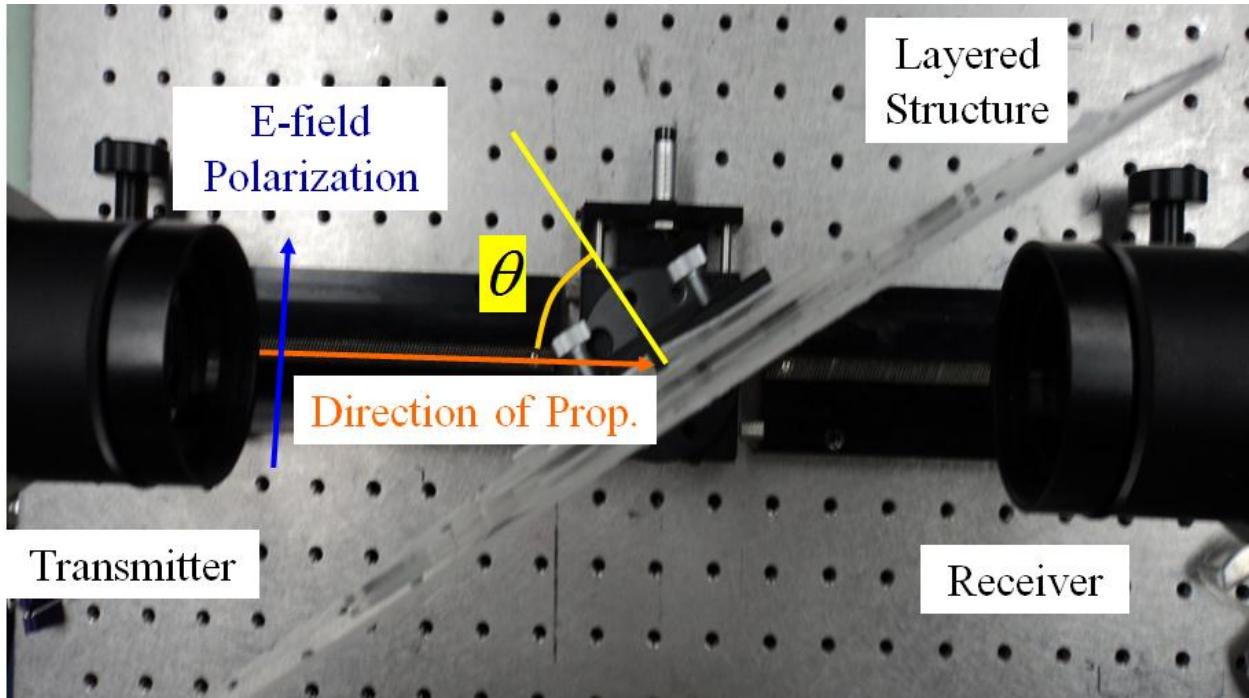 Layered
Structure
E-field
Polarization
θ
Direction of Prop.
Transmitter
Receiver